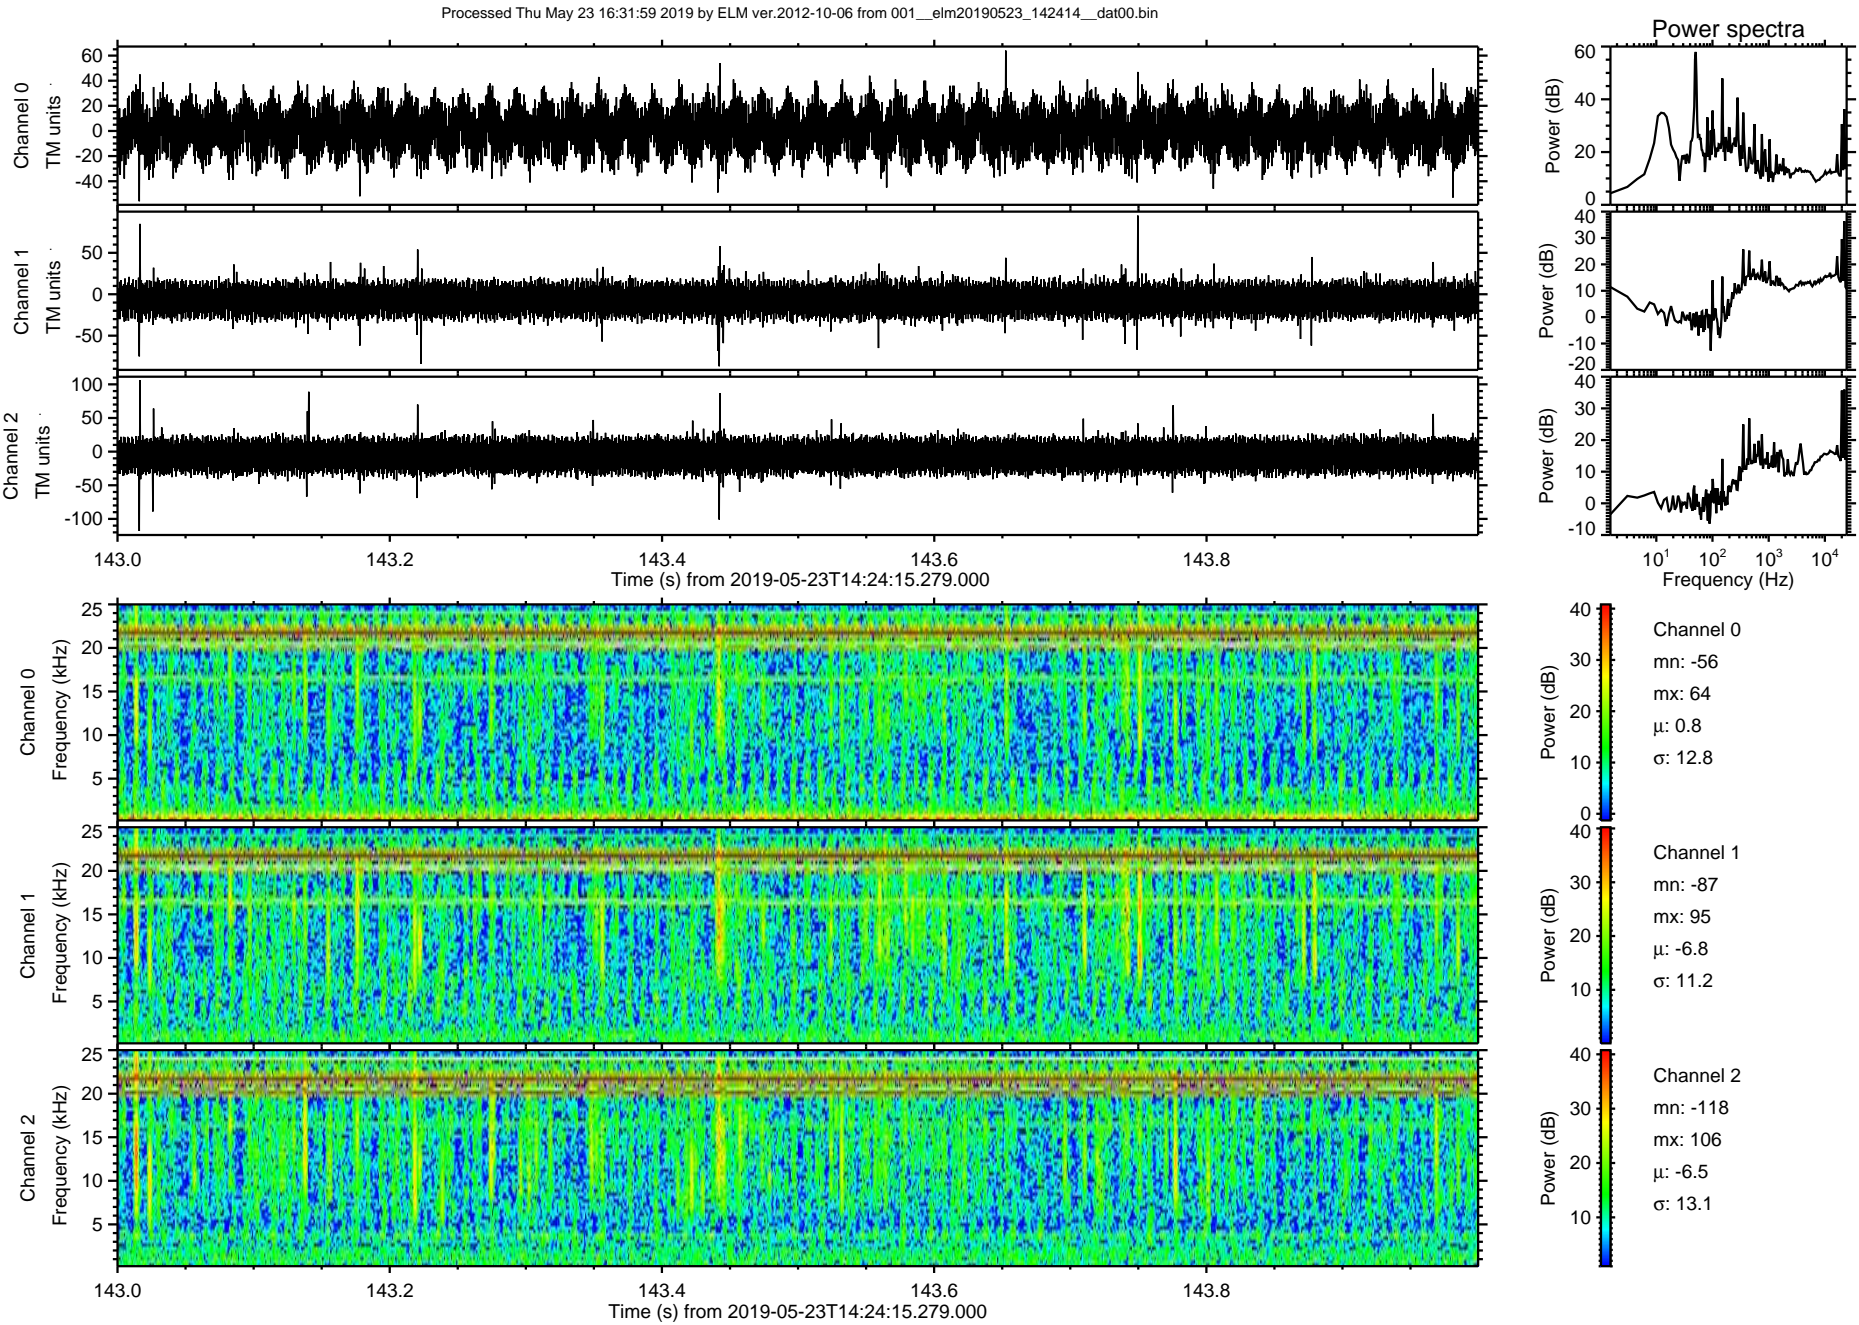 Processed Thu May 23 16:31:59 2019 by ELM ver.2012-10-06 from 001__elm20190523_142414__dat00.bin
Power spectra
Channel 0
TM units
60
40
20
0
-20
-40
Power (dB)
60
40
20
0
Channel 1
TM units
50
0
-50
Power (dB)
40
30
20
10
0
-10
-20
Channel 2
TM units
100
50
0
-50
-100
Power (dB)
40
30
20
10
0
-10
143.0 143.2 143.4 143.6 143.8
Time (s) from 2019-05-23T14:24:15.279.000
10¹ 10² 10³ 10⁴
Frequency (Hz)
Channel 0
Frequency (kHz)
25
20
15
10
5
Power (dB)
40
30
20
10
0
Channel 0
mn: -56
mx: 64
µ: 0.8
σ: 12.8
Channel 1
Frequency (kHz)
25
20
15
10
5
Power (dB)
40
30
20
10
Channel 1
mn: -87
mx: 95
µ: -6.8
σ: 11.2
Channel 2
Frequency (kHz)
25
20
15
10
5
Power (dB)
40
30
20
10
Channel 2
mn: -118
mx: 106
µ: -6.5
σ: 13.1
143.0 143.2 143.4 143.6 143.8
Time (s) from 2019-05-23T14:24:15.279.000